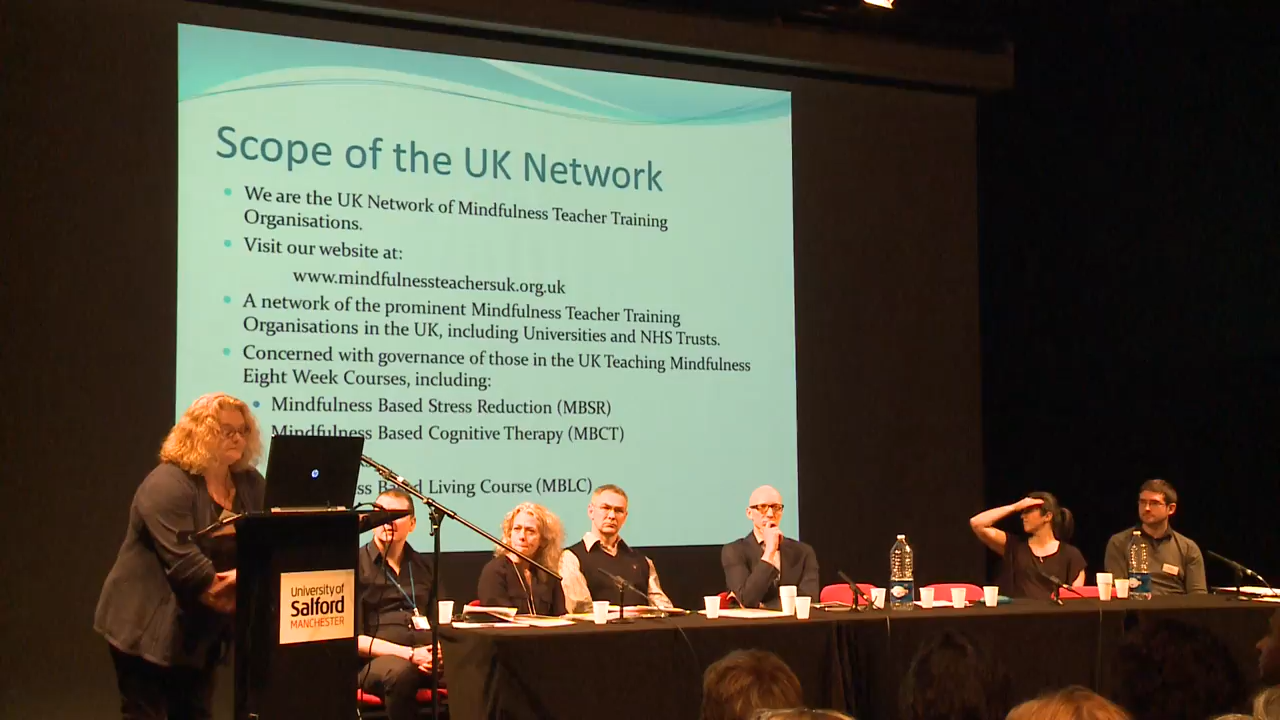 Scope of the UK Network
We are the UK Network of Mindfulness Teacher Training
Organisations.
Visit our website at:
www.mindfulnessteachersuk.org.uk
A network of the prominent Mindfulness Teacher Training
Organisations in the UK, including Universities and NHS Trusts.
Concerned with governance of those in the UK Teaching Mindfulness
Eight Week Courses, including:
Mindfulness Based Stress Reduction (MBSR)
Mindfulness Based Cognitive Therapy (MBCT)
Living Course (MBLC)
University of
Salford
MANCHESTER